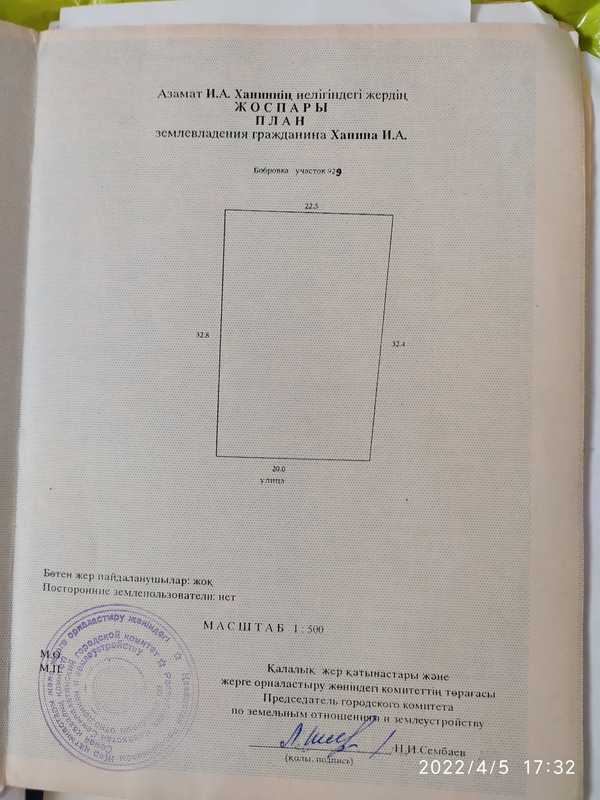 Азамат И.А. Ханиннің иелігіндегі жердің
ЖОСПАРЫ
ПЛАН
землевладения гражданина Ханина И.А.
Бобровка участок 929
22.5
32.8
32.4
20.0
улица
Бөтен жер пайдаланушылар: жоқ
Посторонние землепользователи: нет
МАСШТАБ 1 : 500
М.О.
М.П.
Қалалық жер қатынастары және
жерге орналастыру жөніндегі комитеттің төрағасы
Председатель городского комитета
по земельным отношениям и землеустройству
Н.И.Сембаев
(қолы, подпись)
2022/4/5 17:32